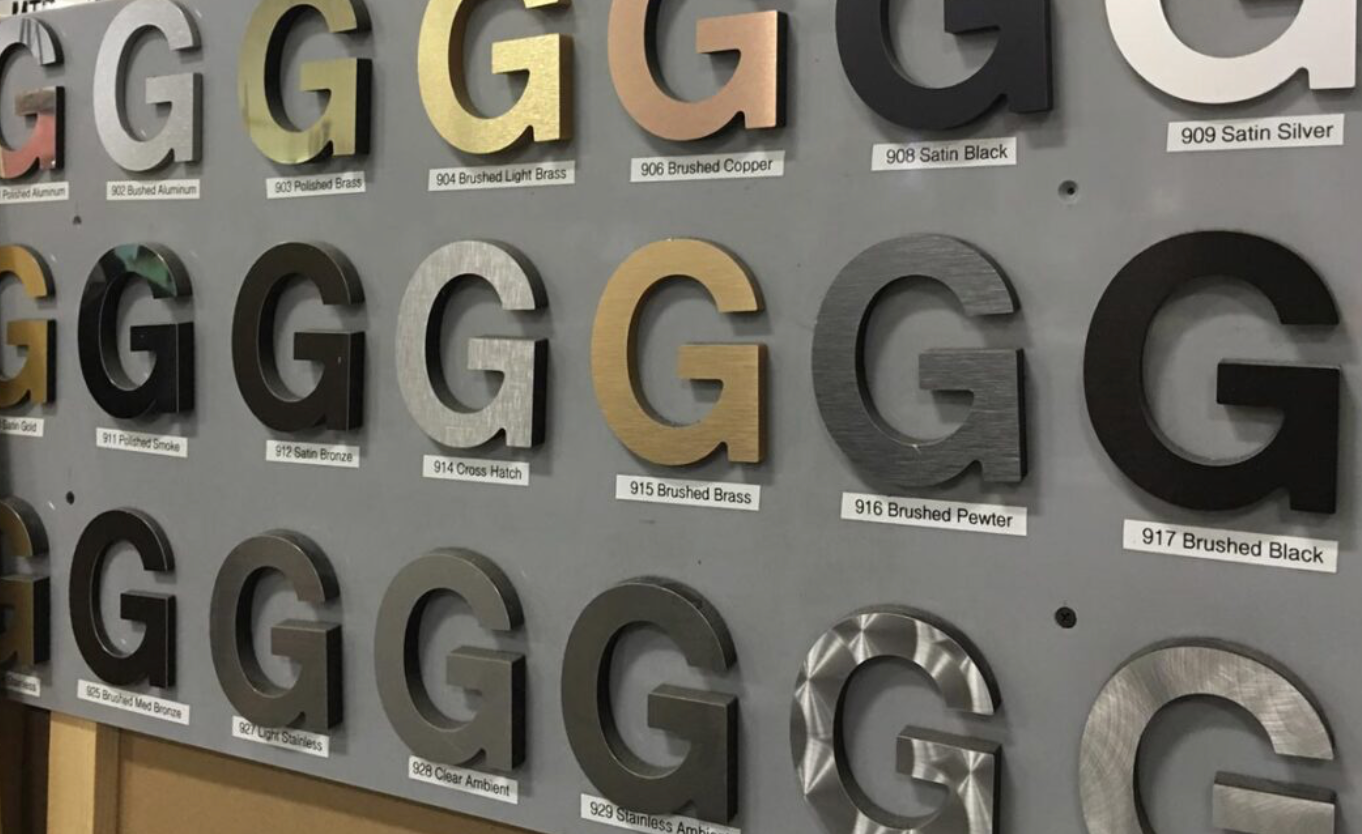 G G G G G G G
Polished Aluminum
902 Bushed Aluminum
903 Polished Brass
904 Brushed Light Brass
906 Brushed Copper
908 Satin Black
909 Satin Silver
G G G G G G G
Satin Gold
911 Polished Smoke
912 Satin Bronze
914 Cross Hatch
915 Brushed Brass
916 Brushed Pewter
917 Brushed Black
G G G G G G G
Stainless
925 Brushed Med Bronze
927 Light Stainless
928 Clear Ambient
929 Stainless